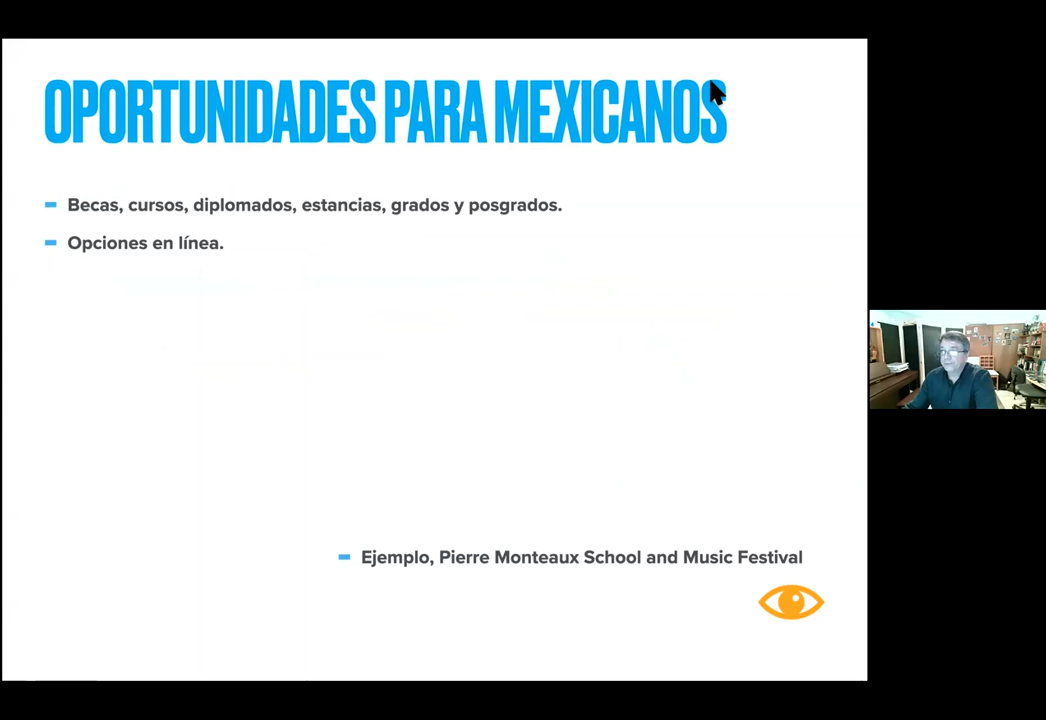 OPORTUNIDADES PARA MEXICANOS
Becas, cursos, diplomados, estancias, grados y posgrados.
Opciones en línea.
Ejemplo, Pierre Monteaux School and Music Festival